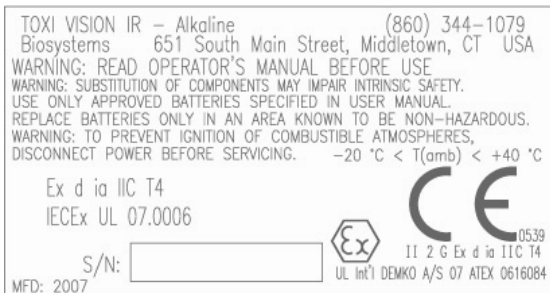 TOXI VISION IR – Alkaline (860) 344-1079
Biosystems 651 South Main Street, Middletown, CT USA
WARNING: READ OPERATOR'S MANUAL BEFORE USE
WARNING: SUBSTITUTION OF COMPONENTS MAY IMPAIR INTRINSIC SAFETY.
USE ONLY APPROVED BATTERIES SPECIFIED IN USER MANUAL.
REPLACE BATTERIES ONLY IN AN AREA KNOWN TO BE NON-HAZARDOUS.
WARNING: TO PREVENT IGNITION OF COMBUSTIBLE ATMOSPHERES,
DISCONNECT POWER BEFORE SERVICING. -20 °C < T(amb) < +40 °C
Ex d ia IIC T4
IECEx UL 07.0006
CE 0539
Ex
II 2 G Ex d ia IIC T4
S/N:
UL Int'l DEMKO A/S 07 ATEX 0616084
MFD: 2007